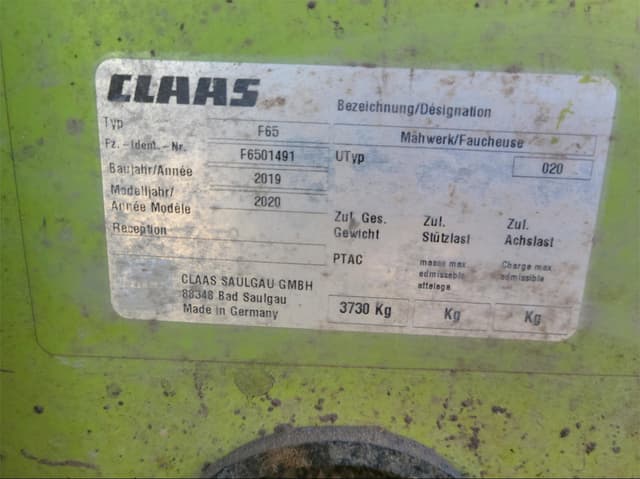 CLAAS
Bezeichnung/Désignation
Typ F65 Mähwerk/Faucheuse
Fz. - Ident. - Nr. F6501491 UTyp 020
Baujahr/Année 2019
Modelljahr/
Année Modèle 2020
Reception
Zul. Ges.
Gewicht
PTAC
3730 Kg
Zul.
Stützlast
masse max
admisseble
attelage
Kg
Zul.
Achslast
Charge max
admissible
Kg
CLAAS SAULGAU GMBH
88348 Bad Saulgau
Made in Germany